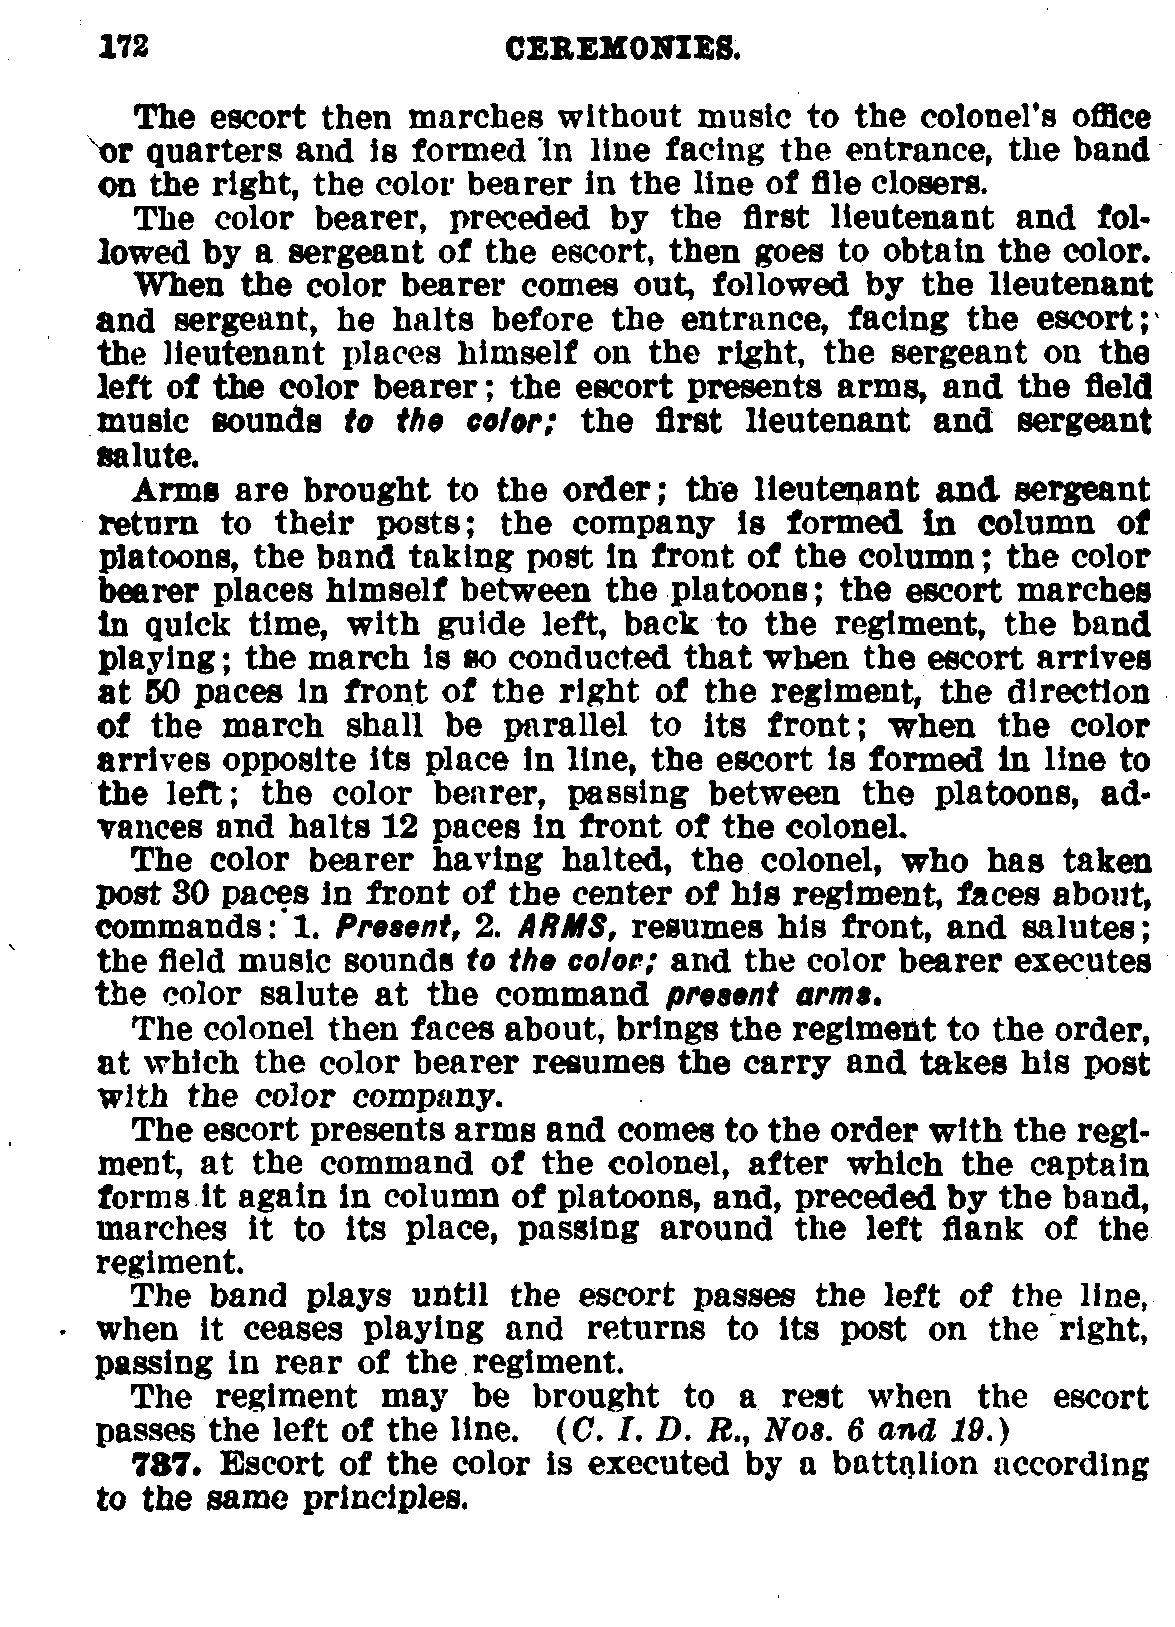 172 CEREMONIES.
The escort then marches without music to the colonel's office
or quarters and is formed in line facing the entrance, the band
on the right, the color bearer in the line of file closers.
The color bearer, preceded by the first lieutenant and fol-
lowed by a sergeant of the escort, then goes to obtain the color.
When the color bearer comes out, followed by the lieutenant
and sergeant, he halts before the entrance, facing the escort;
the lieutenant places himself on the right, the sergeant on the
left of the color bearer; the escort presents arms, and the field
music sounds to the color; the first lieutenant and sergeant
salute.
Arms are brought to the order; the lieutenant and sergeant
return to their posts; the company is formed in column of
platoons, the band taking post in front of the column; the color
bearer places himself between the platoons; the escort marches
in quick time, with guide left, back to the regiment, the band
playing; the march is so conducted that when the escort arrives
at 50 paces in front of the right of the regiment, the direction
of the march shall be parallel to its front; when the color
arrives opposite its place in line, the escort is formed in line to
the left; the color bearer, passing between the platoons, ad-
vances and halts 12 paces in front of the colonel.
The color bearer having halted, the colonel, who has taken
post 30 paces in front of the center of his regiment, faces about,
commands: 1. Present, 2. ARMS, resumes his front, and salutes;
the field music sounds to the color; and the color bearer executes
the color salute at the command present arms.
The colonel then faces about, brings the regiment to the order,
at which the color bearer resumes the carry and takes his post
with the color company.
The escort presents arms and comes to the order with the regi-
ment, at the command of the colonel, after which the captain
forms it again in column of platoons, and, preceded by the band,
marches it to its place, passing around the left flank of the
regiment.
The band plays until the escort passes the left of the line,
when it ceases playing and returns to its post on the right,
passing in rear of the regiment.
The regiment may be brought to a rest when the escort
passes the left of the line. (C. I. D. R., Nos. 6 and 19.)
787. Escort of the color is executed by a battalion according
to the same principles.